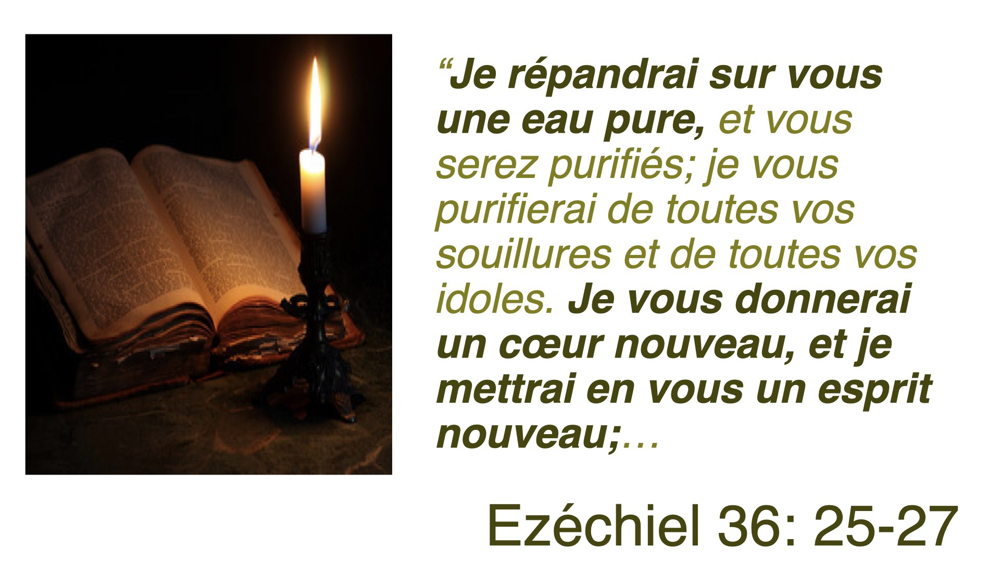 “Je répandrai sur vous
une eau pure, et vous
serez purifiés; je vous
purifierai de toutes vos
souillures et de toutes vos
idoles. Je vous donnerai
un cœur nouveau, et je
mettrai en vous un esprit
nouveau;…
Ezéchiel 36: 25-27